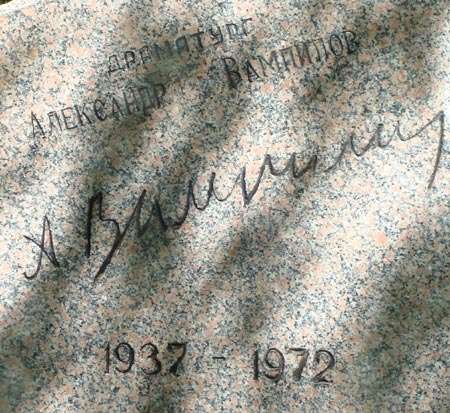 ДРАМАТУРГ
АЛЕКСАНДР ВАМПИЛОВ
А Вампилов
1937 - 1972